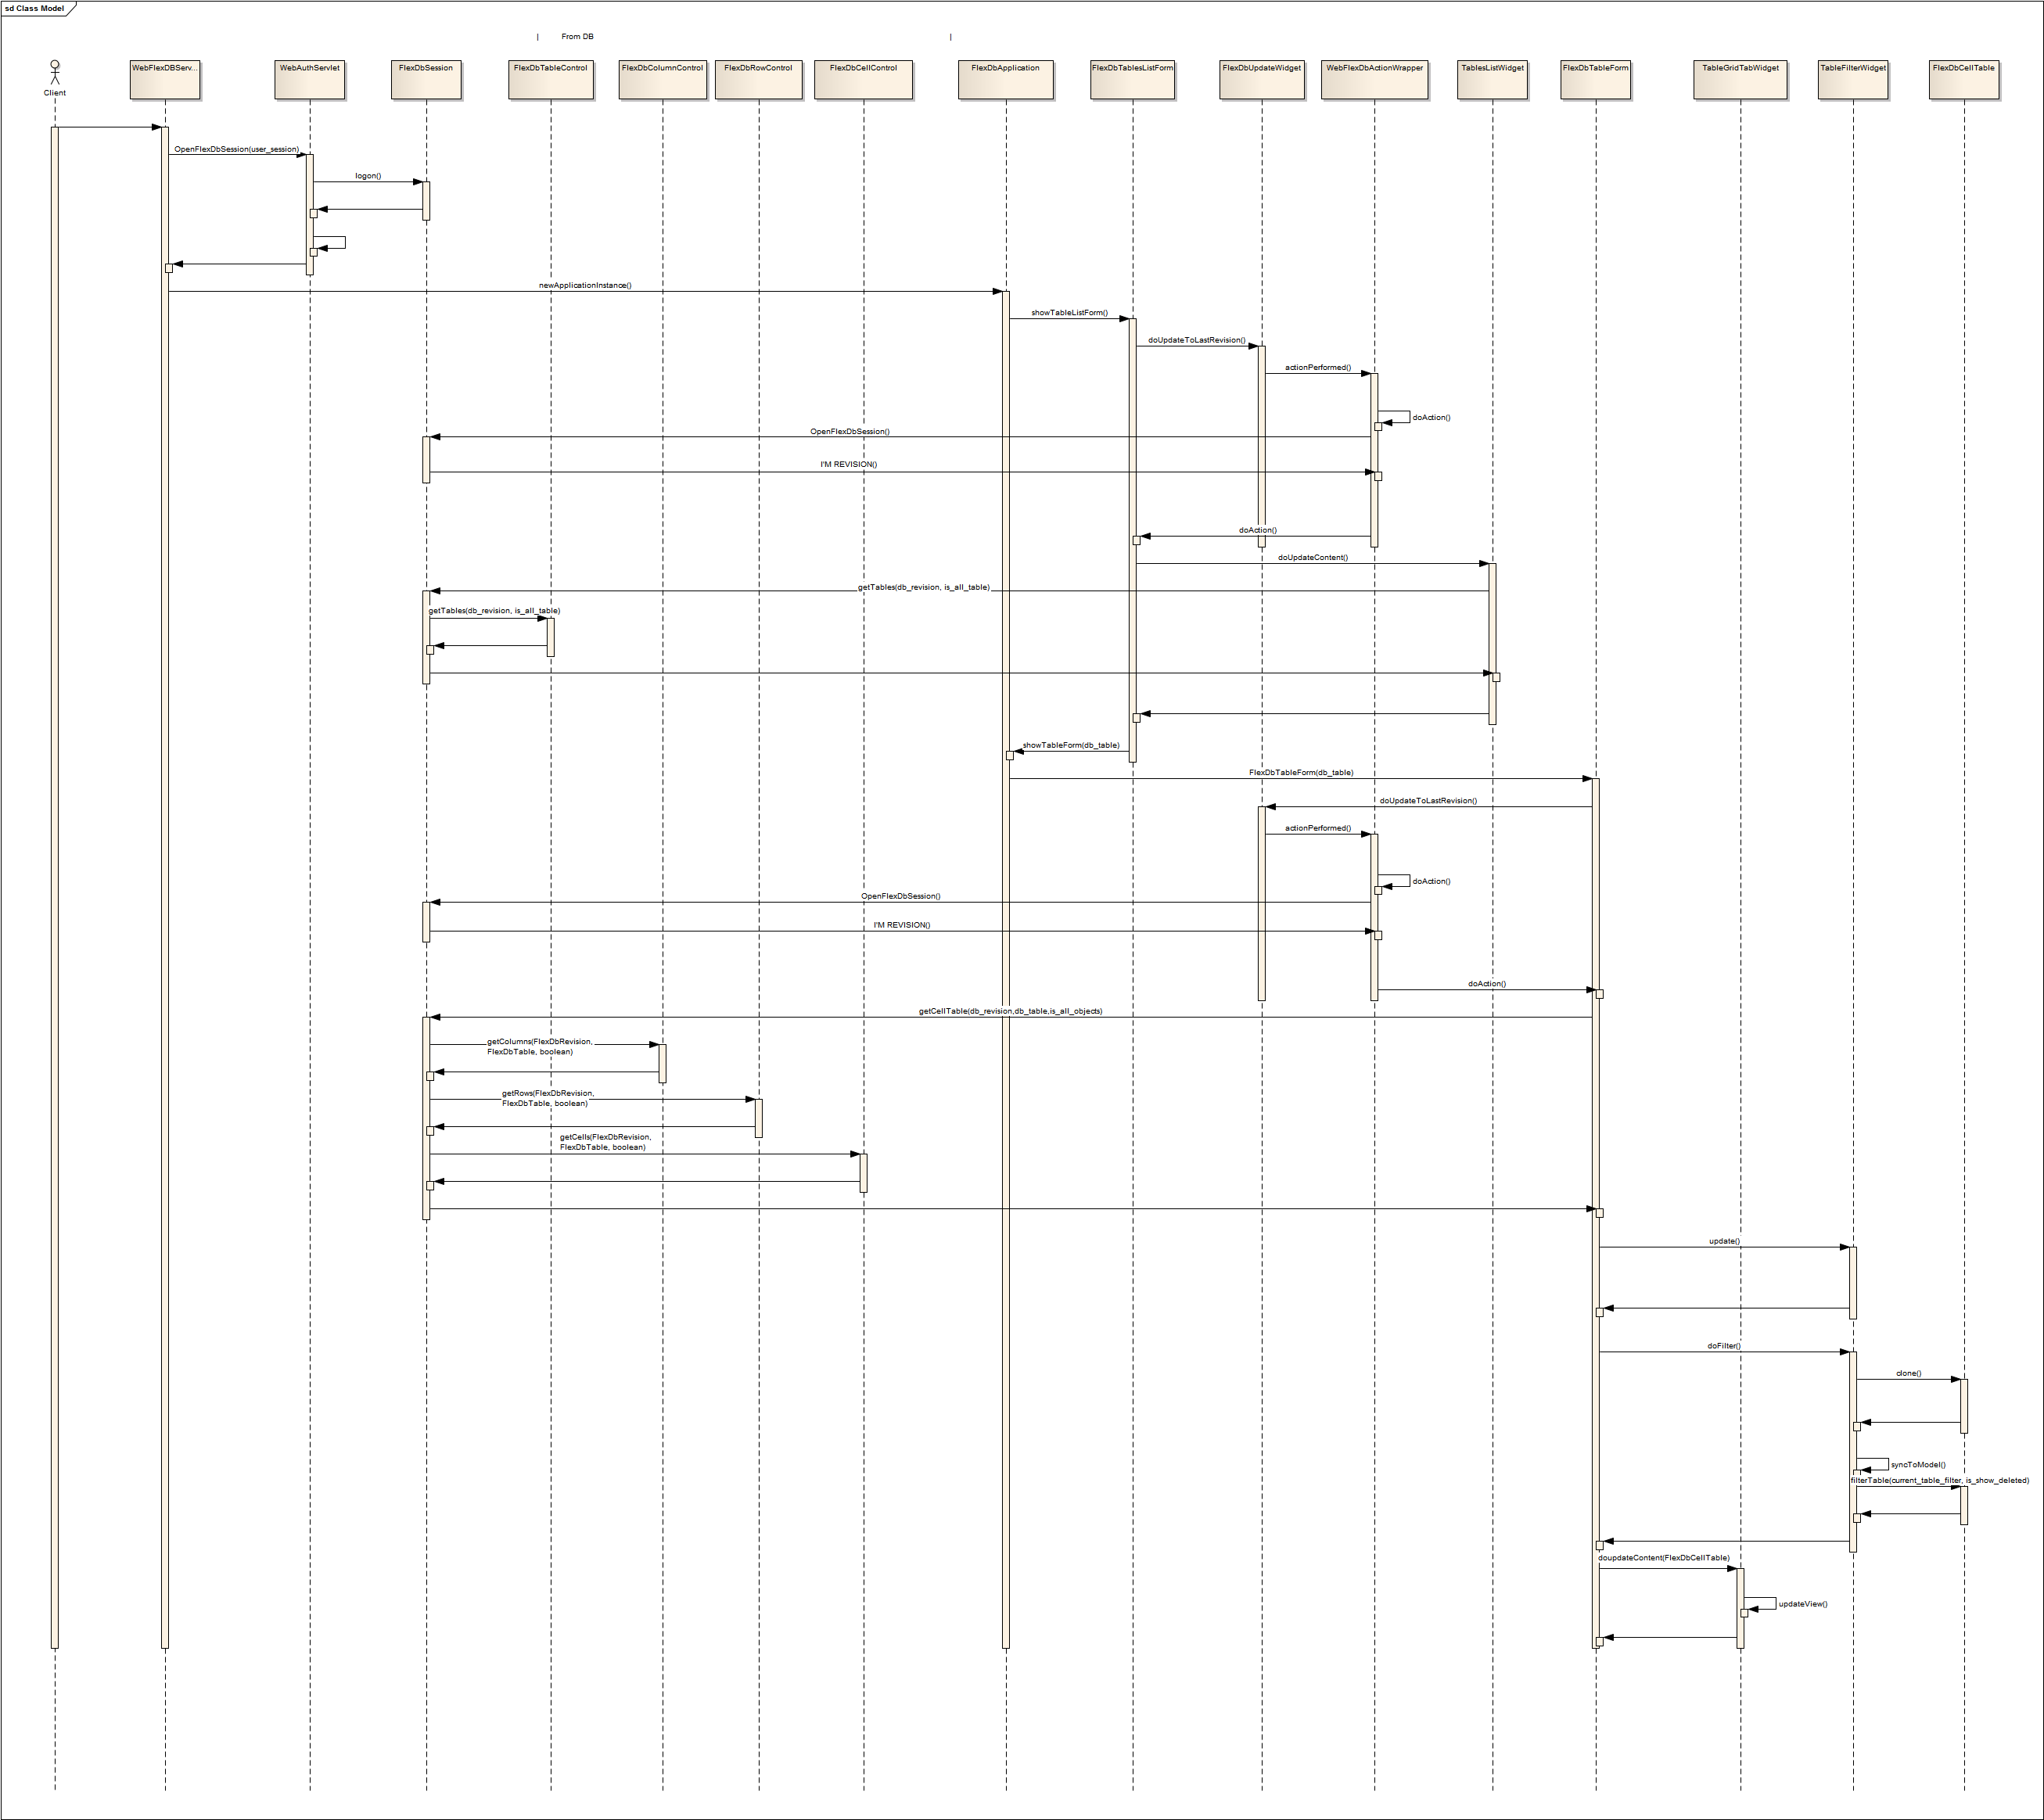 sd Class Model
| From DB |
Client
WebFlexDBServ...
WebAuthServlet
FlexDbSession
FlexDbTableControl
FlexDbColumnControl
FlexDbRowControl
FlexDbCellControl
FlexDbApplication
FlexDbTablesListForm
FlexDbUpdateWidget
WebFlexDbActionWrapper
TablesListWidget
FlexDbTableForm
TableGridTabWidget
TableFilterWidget
FlexDbCellTable
OpenFlexDbSession(user_session)
logon()
newApplicationInstance()
showTableListForm()
doUpdateToLastRevision()
actionPerformed()
doAction()
OpenFlexDbSession()
I'M REVISION()
doAction()
doUpdateContent()
getTables(db_revision, is_all_table)
getTables(db_revision, is_all_table)
showTableForm(db_table)
FlexDbTableForm(db_table)
doUpdateToLastRevision()
actionPerformed()
doAction()
OpenFlexDbSession()
I'M REVISION()
doAction()
getCellTable(db_revision,db_table,is_all_objects)
getColumns(FlexDbRevision,
FlexDbTable, boolean)
getRows(FlexDbRevision,
FlexDbTable, boolean)
getCells(FlexDbRevision,
FlexDbTable, boolean)
update()
doFilter()
clone()
syncToModel()
filterTable(current_table_filter, is_show_deleted)
doupdateContent(FlexDbCellTable)
updateView()